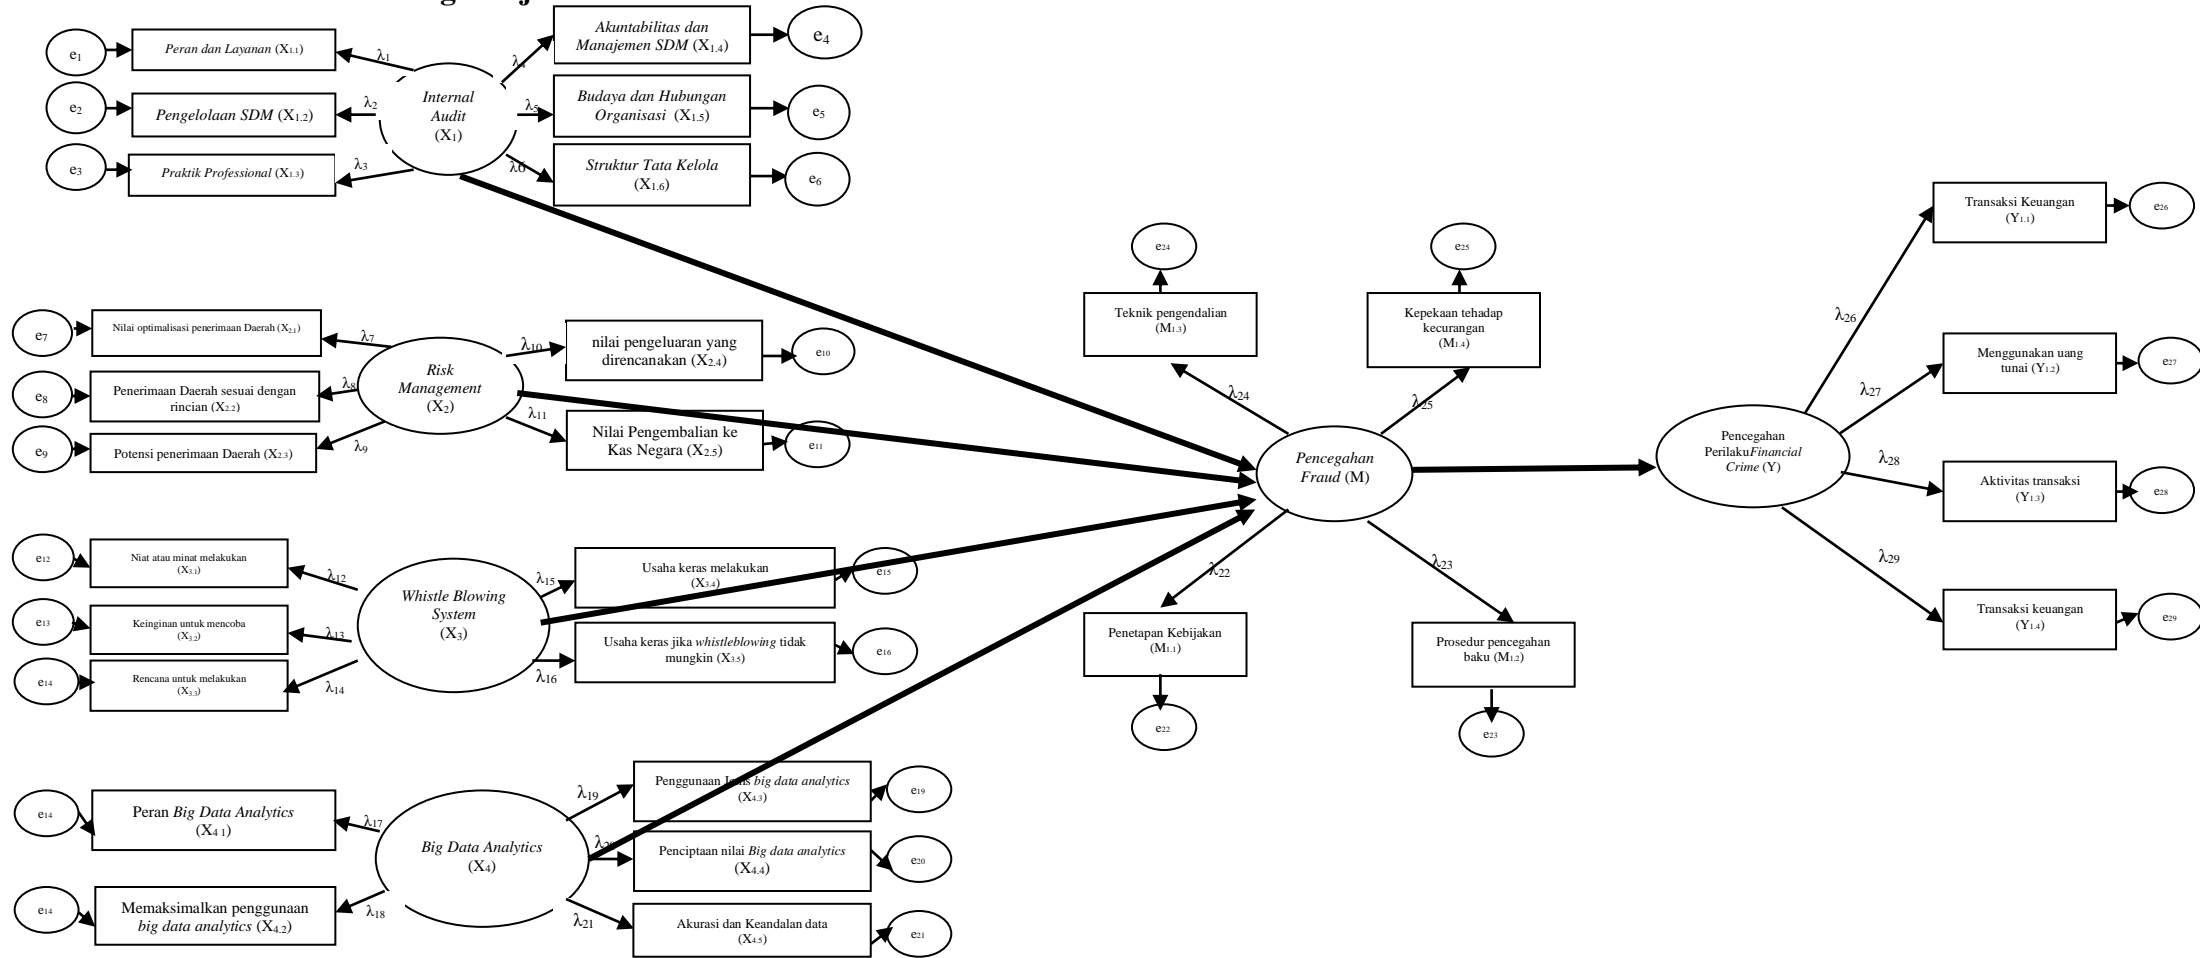 e1
Peran dan Layanan (X1.1)
λ1
Akuntabilitas dan
Manajemen SDM (X1.4)
e4
e2
Pengelolaan SDM (X1.2)
λ2
Internal
Audit
(X1)
λ5
Budaya dan Hubungan
Organisasi (X1.5)
e5
e3
Praktik Professional (X1.3)
λ3
λ6
Struktur Tata Kelola
(X1.6)
e6
e7
Nilai optimalisasi penerimaan Daerah (X2.1)
λ7
e8
Penerimaan Daerah sesuai dengan
rincian (X2.2)
λ8
e9
Potensi penerimaan Daerah (X2.3)
λ9
Risk
Management
(X2)
λ10
nilai pengeluaran yang
direncanakan (X2.4)
e10
λ11
Nilai Pengembalian ke
Kas Negara (X2.5)
e11
e12
Niat atau minat melakukan
(X3.1)
λ12
e13
Keinginan untuk mencoba
(X3.2)
λ13
e14
Rencana untuk melakukan
(X3.3)
λ14
Whistle Blowing
System
(X3)
λ15
Usaha keras melakukan
(X3.4)
e15
λ16
Usaha keras jika whistleblowing tidak
mungkin (X3.5)
e16
e14
Peran Big Data Analytics
(X4 1)
λ17
e14
Memaksimalkan penggunaan
big data analytics (X4.2)
λ18
Big Data Analytics
(X4)
λ19
Penggunaan big data analytics
(X4.3)
e19
Penciptaan nilai Big data analytics
(X4.4)
e20
λ21
Akurasi dan Keandalan data
(X4.5)
e21
e24
Teknik pengendalian
(M1.3)
λ24
e25
Kepekaan tehadap
kecurangan
(M1.4)
λ25
Pencegahan
Fraud (M)
λ22
Penetapan Kebijakan
(M1.1)
e22
λ23
Prosedur pencegahan
baku (M1.2)
e23
Pencegahan
PerilakuFinancial
Crime (Y)
λ26
Transaksi Keuangan
(Y1.1)
e26
λ27
Menggunakan uang
tunai (Y1.2)
e27
λ28
Aktivitas transaksi
(Y1.3)
e28
λ29
Transaksi keuangan
(Y1.4)
e29